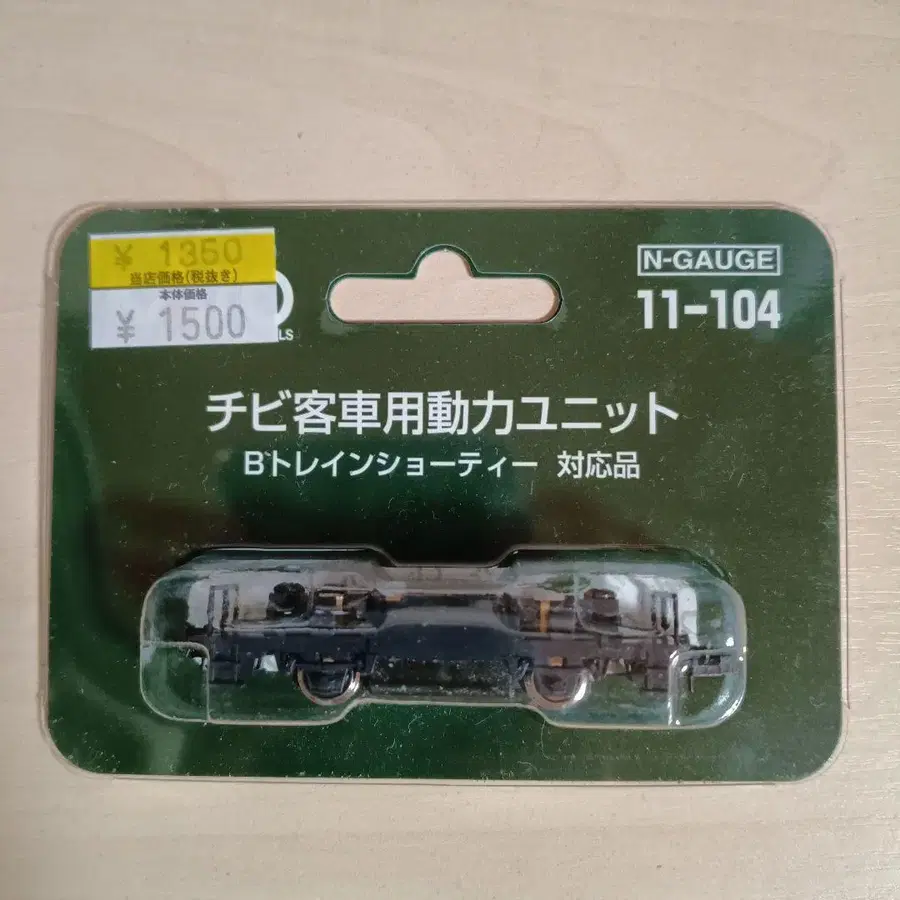 ¥ 1350
当店価格(税抜き)
本体価格
¥ 1500
N-GAUGE
11-104
チビ客車用動力ユニット
Bトレインショーティー 対応品